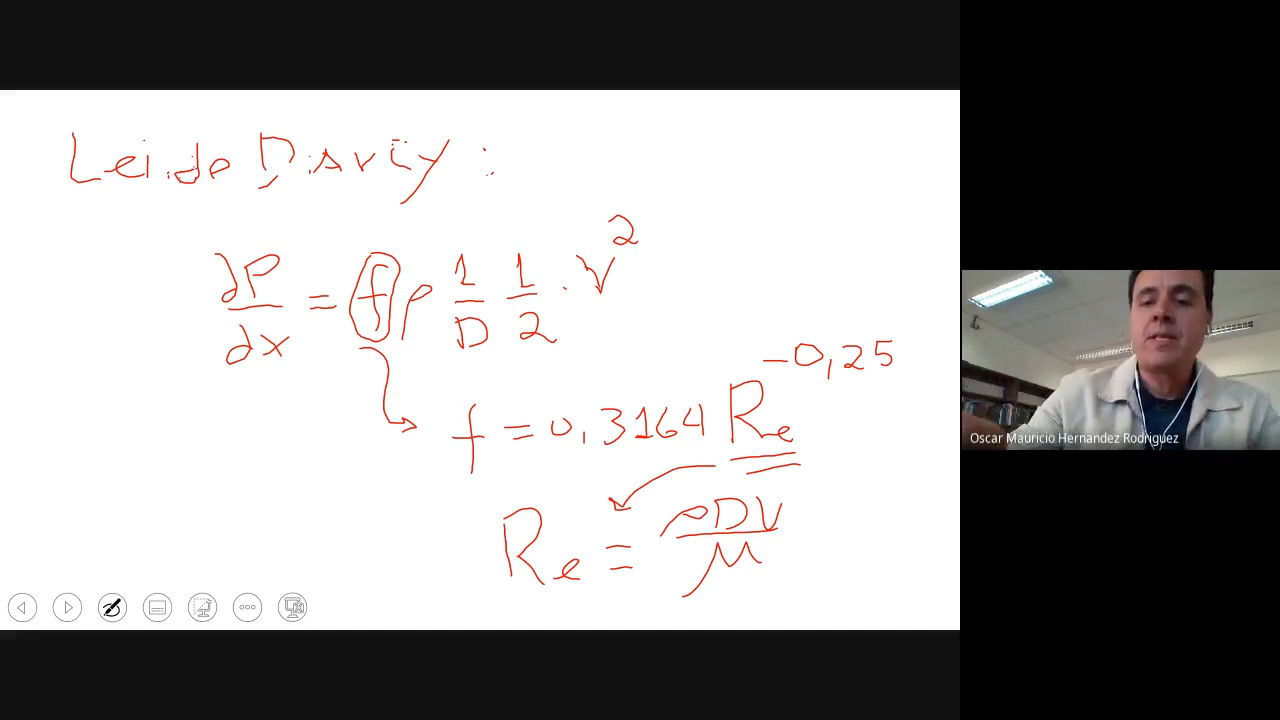 Lei de Darcy :
dP/dx = f ρ 1/D 1/2 · V²
f = 0,3164 Re^-0,25
Re = ρDV/μ
Oscar Mauricio Hernandez Rodriguez